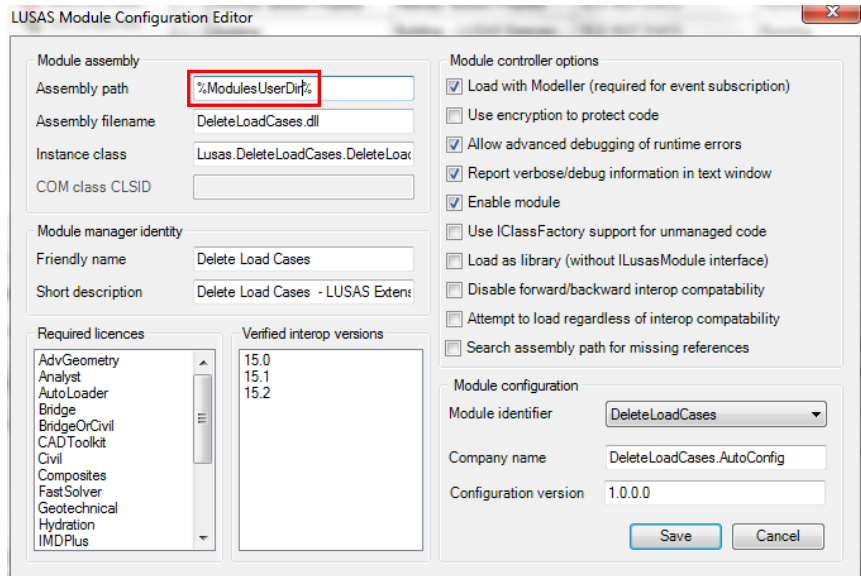 LUSAS Module Configuration Editor
Module assembly
Assembly path
%ModulesUserDir%
Assembly filename
DeleteLoadCases.dll
Instance class
Lusas.DeleteLoadCases.DeleteLoad
COM class CLSID
Module manager identity
Friendly name
Delete Load Cases
Short description
Delete Load Cases - LUSAS Extens
Required licences
AdvGeometry
Analyst
AutoLoader
Bridge
BridgeOrCivil
CADToolkit
Civil
Composites
FastSolver
Geotechnical
Hydration
IMDPlus
Verified interop versions
15.0
15.1
15.2
Module controller options
Load with Modeller (required for event subscription)
Use encryption to protect code
Allow advanced debugging of runtime errors
Report verbose/debug information in text window
Enable module
Use IClassFactory support for unmanaged code
Load as library (without ILusasModule interface)
Disable forward/backward interop compatability
Attempt to load regardless of interop compatability
Search assembly path for missing references
Module configuration
Module identifier
DeleteLoadCases
Company name
DeleteLoadCases.AutoConfig
Configuration version
1.0.0.0
Save
Cancel